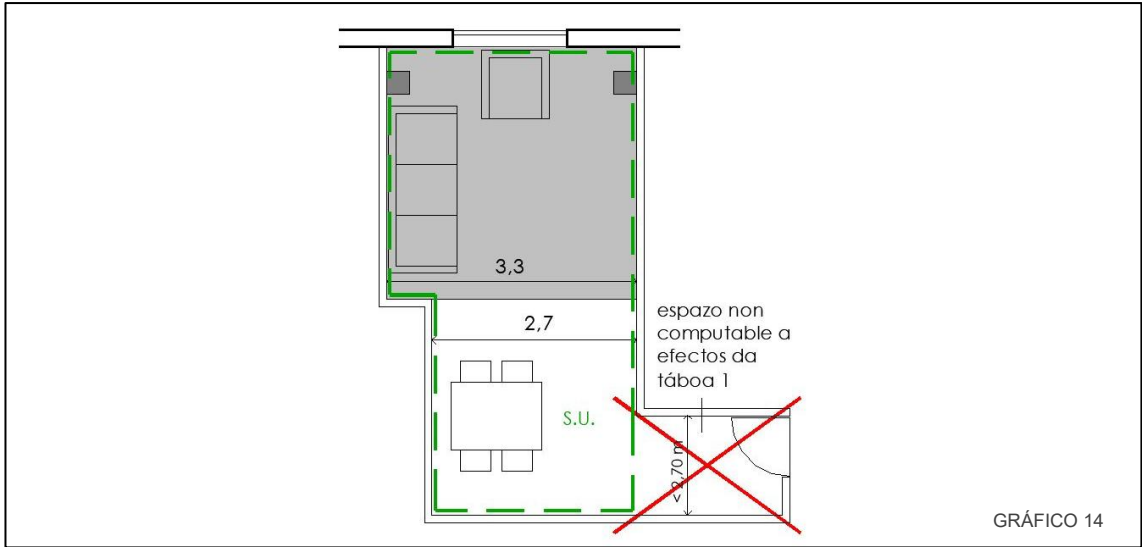 3,3
2,7
espazo non
computable a
efectos da
táboa 1
S.U.
< 2,70 m
GRÁFICO 14